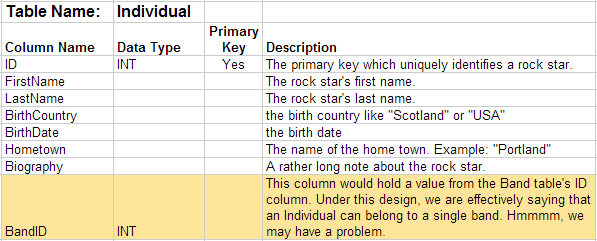 Table Name: Individual
Primary
Column Name Data Type Key Description
ID INT Yes The primary key which uniquely identifies a rock star.
FirstName The rock star's first name.
LastName The rock star's last name.
BirthCountry the birth country like "Scotland" or "USA"
BirthDate the birth date
Hometown The name of the home town. Example: "Portland"
Biography A rather long note about the rock star.
This column would hold a value from the Band table's ID
column. Under this design, we are effectively saying that
an Individual can belong to a single band. Hmmmm, we
BandID INT may have a problem.